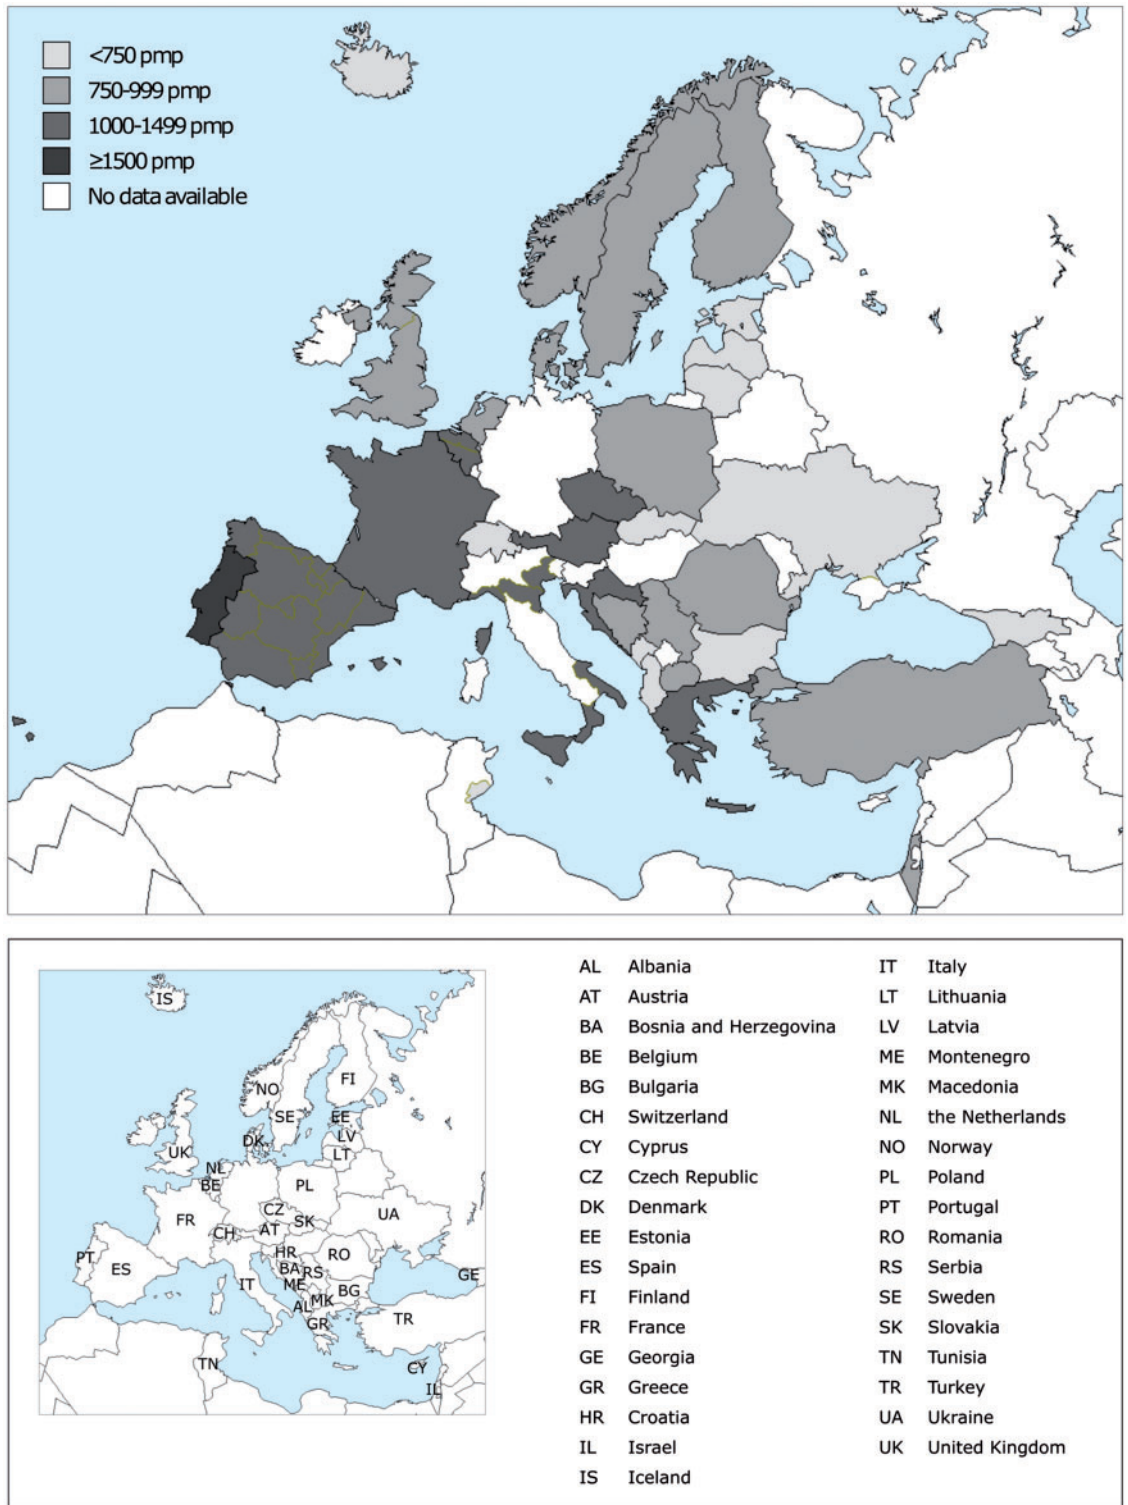 <750 pmp
750-999 pmp
1000-1499 pmp
≥1500 pmp
No data available
IS
NO
FI
SE
EE
DK
LV
LT
UK
NL
BE
PL
CZ
UA
FR
SK
AT
CH
HR
RO
PT
ES
BA
RS
IT
ME
BG
GE
AL
MK
GR
TR
TN
CY
IL
AL Albania
AT Austria
BA Bosnia and Herzegovina
BE Belgium
BG Bulgaria
CH Switzerland
CY Cyprus
CZ Czech Republic
DK Denmark
EE Estonia
ES Spain
FI Finland
FR France
GE Georgia
GR Greece
HR Croatia
IL Israel
IS Iceland
IT Italy
LT Lithuania
LV Latvia
ME Montenegro
MK Macedonia
NL the Netherlands
NO Norway
PL Poland
PT Portugal
RO Romania
RS Serbia
SE Sweden
SK Slovakia
TN Tunisia
TR Turkey
UA Ukraine
UK United Kingdom